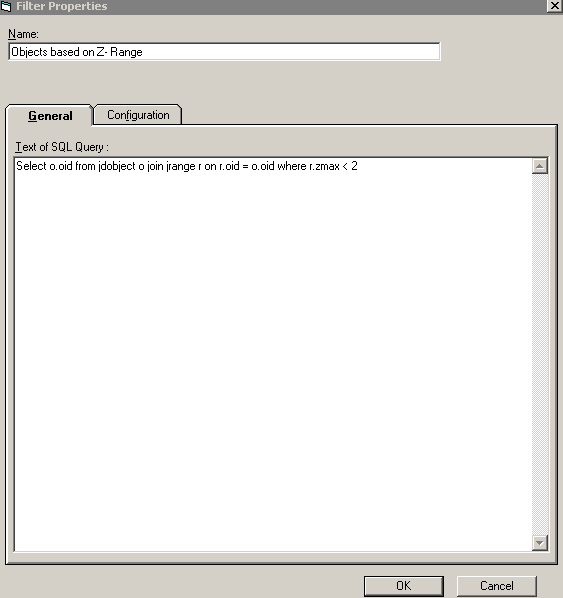 Filter Properties
Name:
Objects based on Z- Range
General
Configuration
Text of SQL Query :
Select o.oid from jdobject o join jrange r on r.oid = o.oid where r.zmax < 2
OK
Cancel